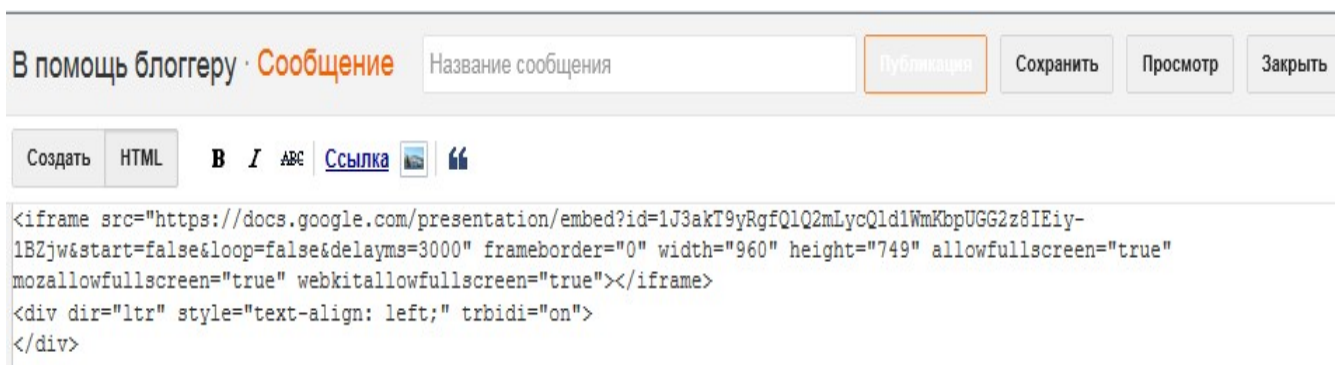 В помощь блоггеру · Сообщение Название сообщения Публикация Сохранить Просмотр Закрыть
Создать HTML B I ABC Ссылка “
<iframe src="https://docs.google.com/presentation/embed?id=1J3akT9yRgfQlQ2mLycQld1WmKbpUGG2z8IEiy-
1BZjw&start=false&loop=false&delayms=3000" frameborder="0" width="960" height="749" allowfullscreen="true"
mozallowfullscreen="true" webkitallowfullscreen="true"></iframe>
<div dir="ltr" style="text-align: left;" trbidi="on">
</div>